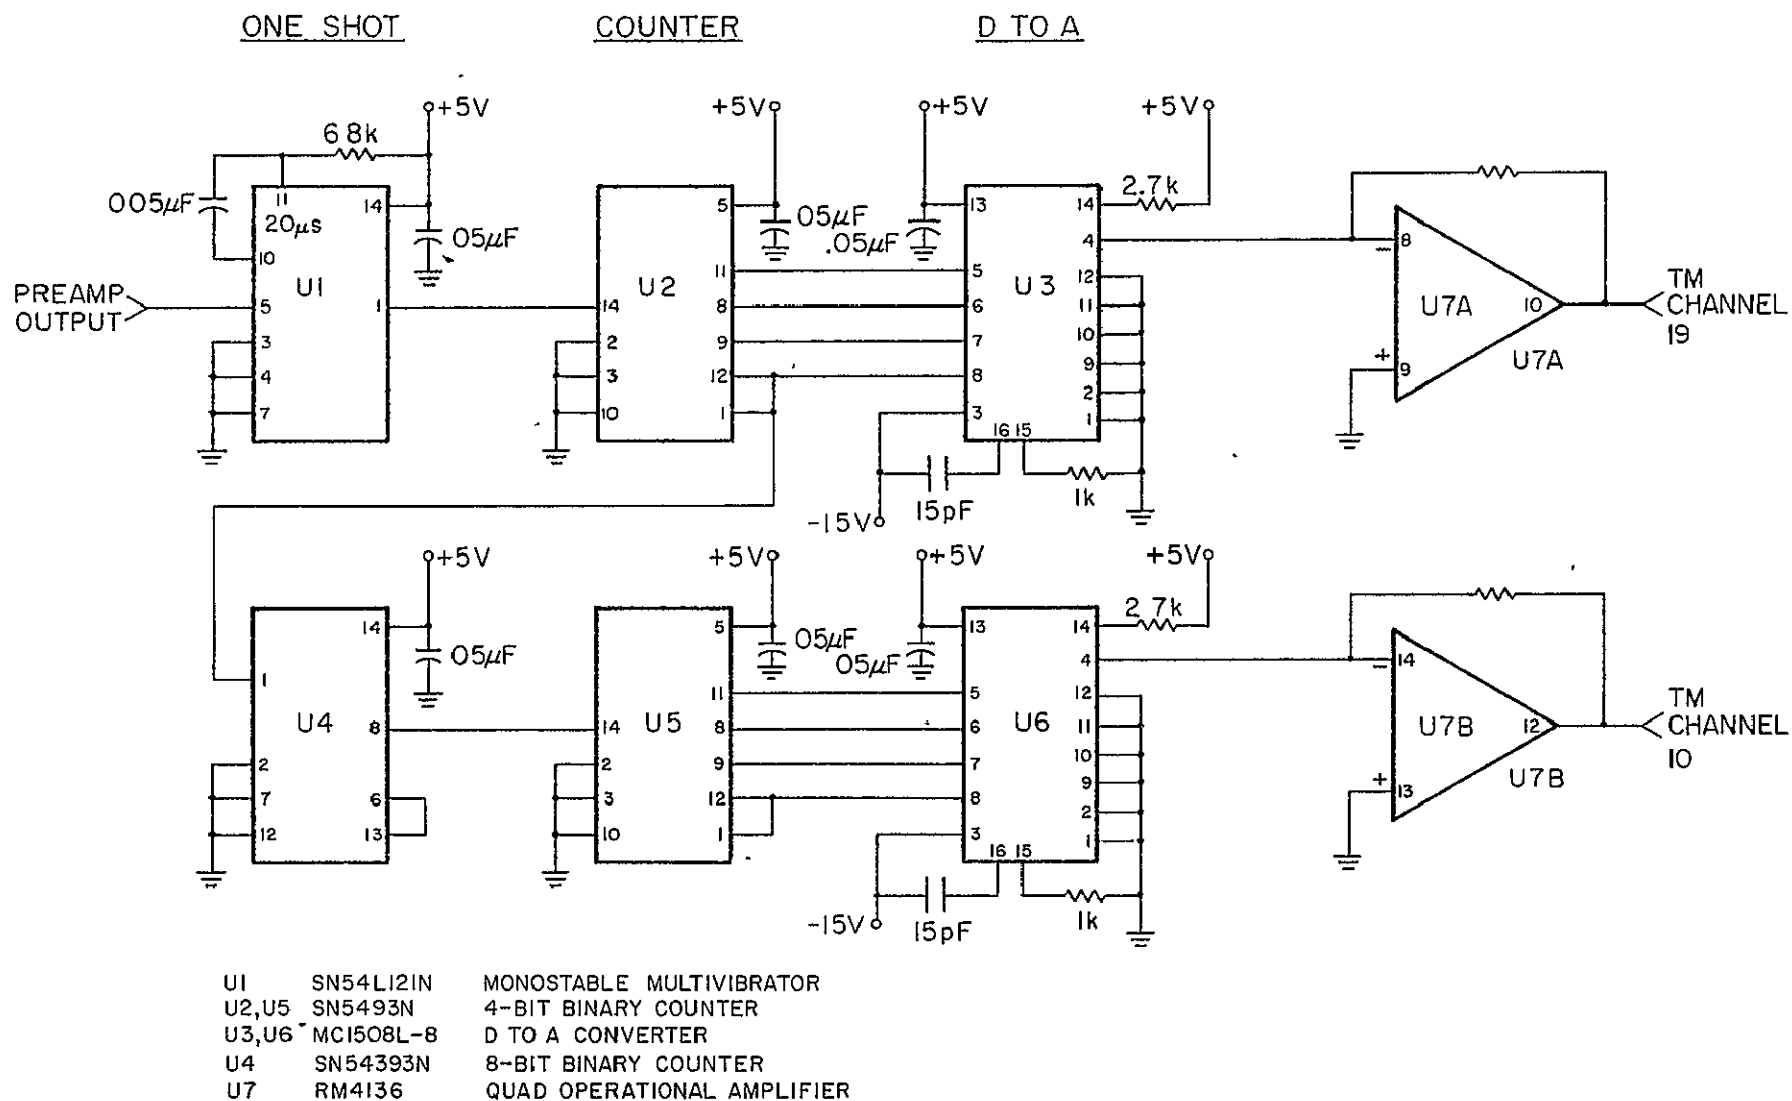 ONE SHOT COUNTER D TO A
+5V +5V +5V +5V
68k 2.7k
005µF 11 14 5 05µF 13 14
20µs 05µF .05µF 4 8 −
10 11 5 12
PREAMP OUTPUT 5 U1 1 14 U2 8 6 U3 11 U7A 10 TM CHANNEL 19
3 2 9 7 10 U7A
4 3 12 8 9 + 9
7 10 1 3 2
16 15 1
-15V 15pF 1k
+5V +5V +5V +5V
2.7k
14 5 13 14
05µF 05µF 05µF 4 14 −
1 11 5 12
U4 8 14 U5 8 6 U6 11 U7B 12 TM CHANNEL 10
2 2 9 7 10 U7B
7 6 3 12 8 9 + 13
12 13 10 1 3 2
16 15 1
-15V 15pF 1k
U1 SN54L121N MONOSTABLE MULTIVIBRATOR
U2,U5 SN5493N 4-BIT BINARY COUNTER
U3,U6 MC1508L-8 D TO A CONVERTER
U4 SN54393N 8-BIT BINARY COUNTER
U7 RM4136 QUAD OPERATIONAL AMPLIFIER